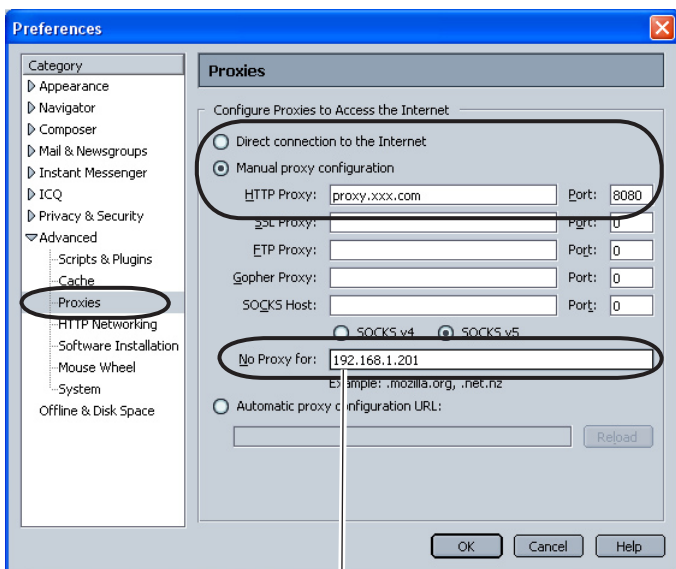 Preferences
Category
Appearance
Navigator
Composer
Mail & Newsgroups
Instant Messenger
ICQ
Privacy & Security
Advanced
Scripts & Plugins
Cache
Proxies
HTTP Networking
Software Installation
Mouse Wheel
System
Offline & Disk Space
Proxies
Configure Proxies to Access the Internet
Direct connection to the Internet
Manual proxy configuration
HTTP Proxy: proxy.xxx.com Port: 8080
SSL Proxy: Port: 0
FTP Proxy: Port: 0
Gopher Proxy: Port: 0
SOCKS Host: Port: 0
SOCKS v4 SOCKS v5
No Proxy for: 192.168.1.201
Example: .mozilla.org, .net.nz
Automatic proxy configuration URL:
Reload
OK Cancel Help